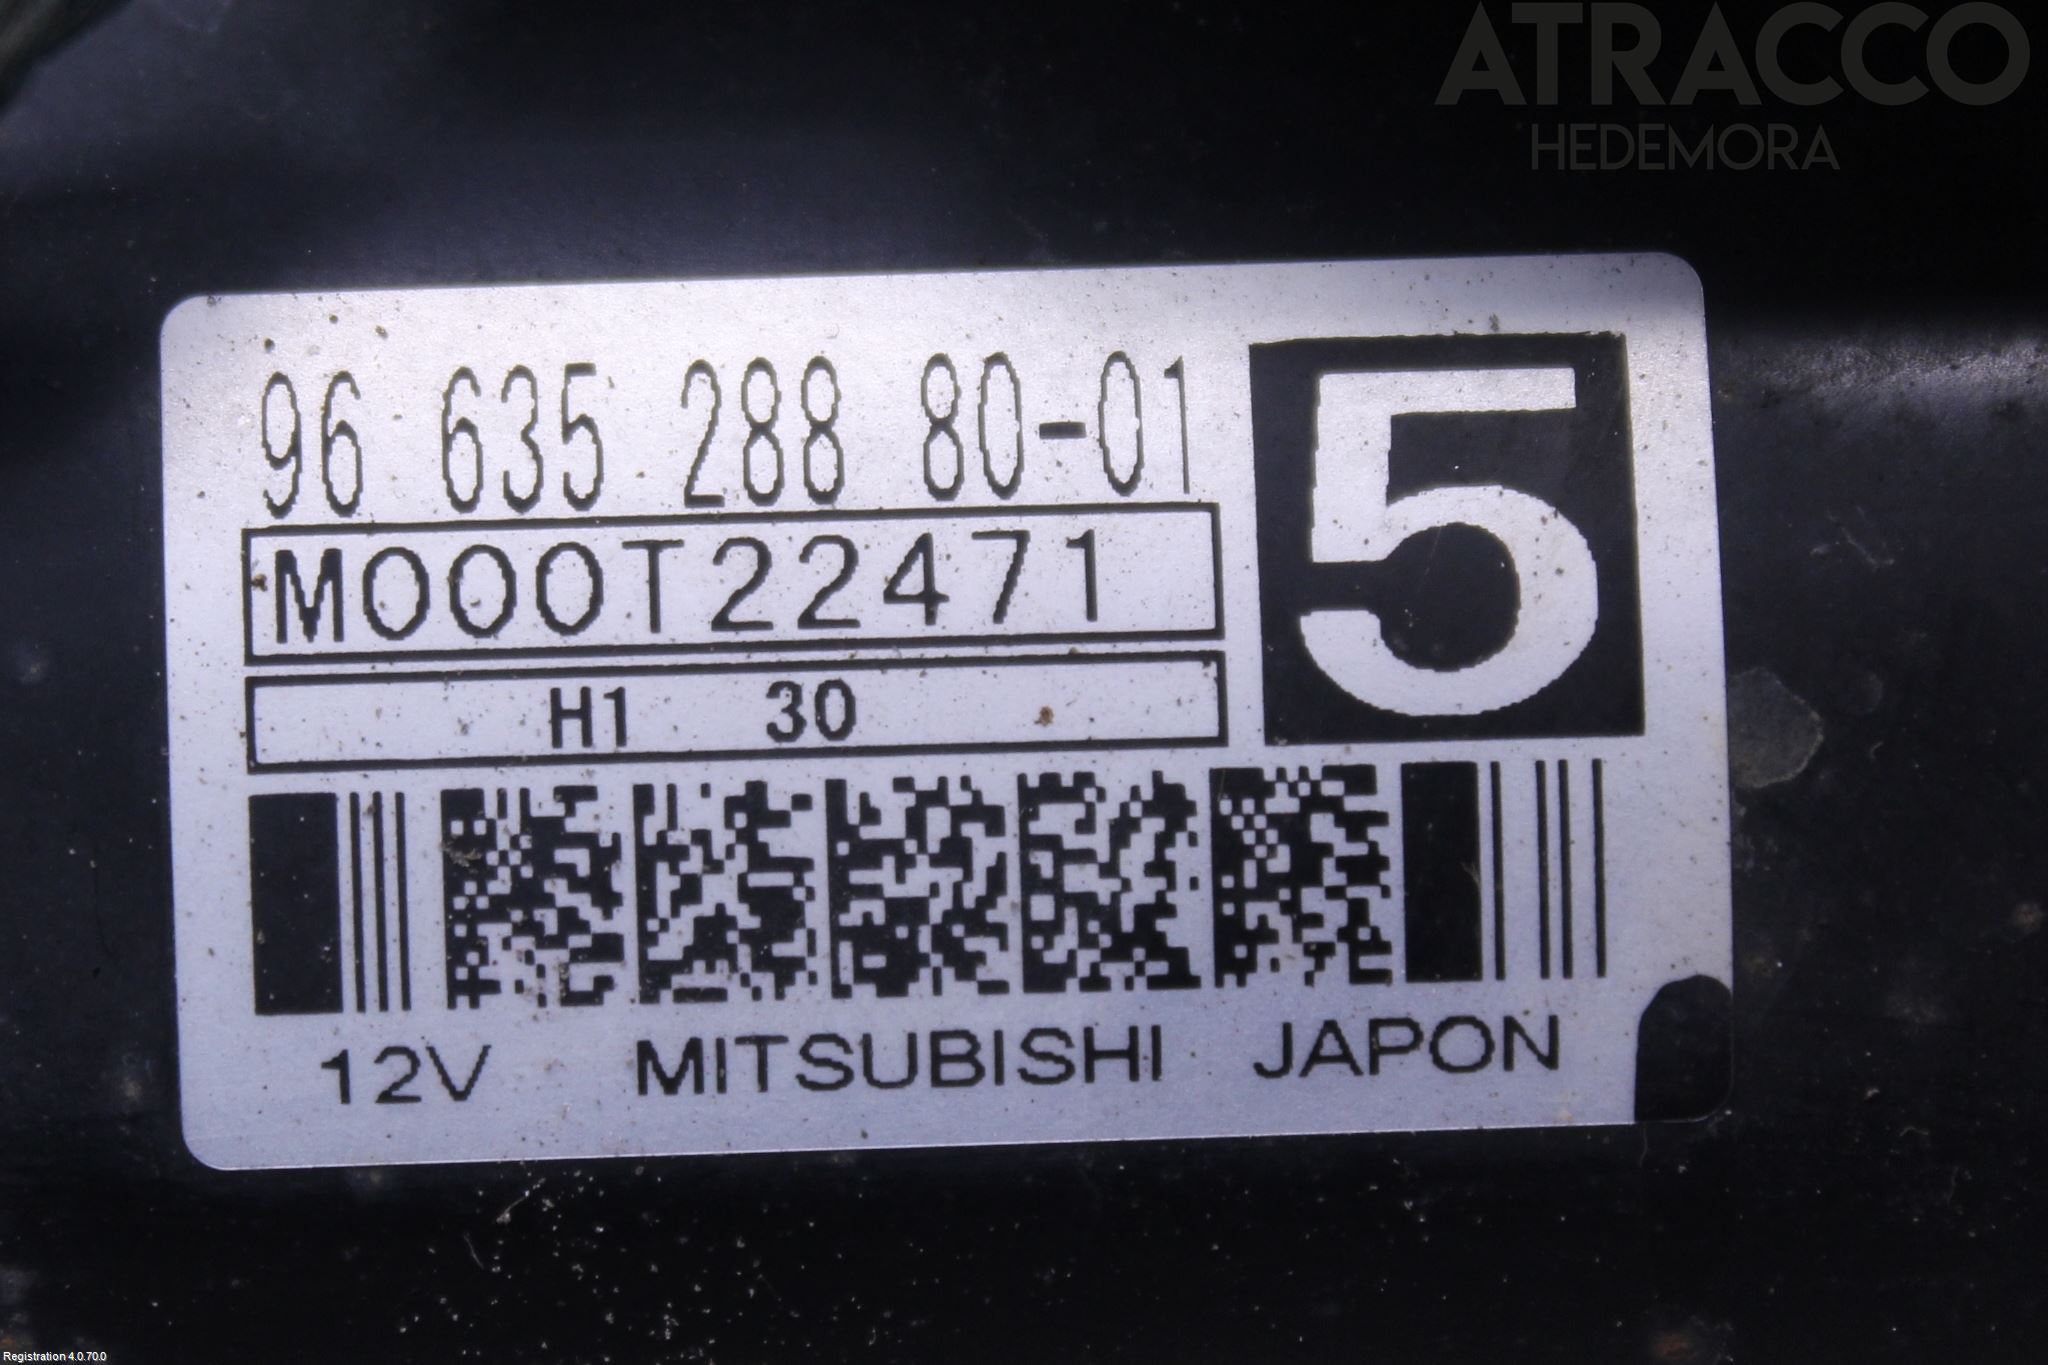 ATRACCO
HEDEMORA
96 635 288 80-01
5
M000T22471
H1 30
12V MITSUBISHI JAPON
Registration 4.0.70.0